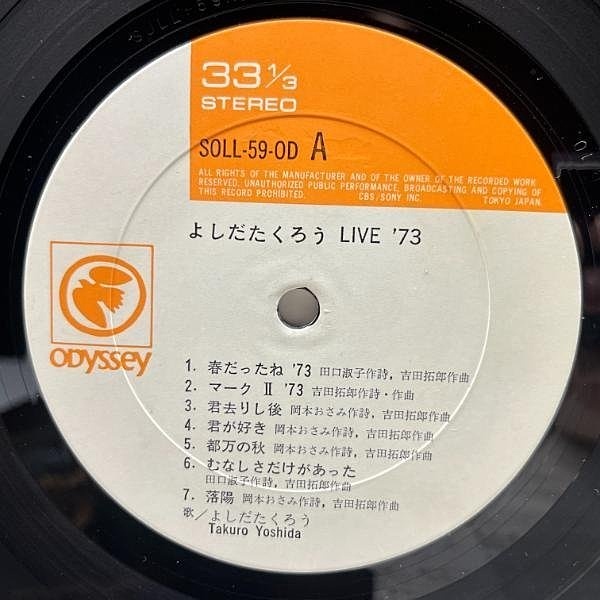 33 1/3
STEREO
SOLL-59-OD A
ALL RIGHTS OF THE MANUFACTURER AND OF THE OWNER OF THE RECORDED WORK
RESERVED. UNAUTHORIZED PUBLIC PERFORMANCE, BROADCASTING AND COPYING OF
THIS RECORD PROHIBITED. CBS/SONY INC. TOKYO JAPAN.
よしだたくろう LIVE '73
ODYSSEY
1. 春だったね '73 田口淑子作詩, 吉田拓郎作曲
2. マーク II '73 吉田拓郎作詩・作曲
3. 君去りし後 岡本おさみ作詩, 吉田拓郎作曲
4. 君が好き 岡本おさみ作詩, 吉田拓郎作曲
5. 都万の秋 岡本おさみ作詩, 吉田拓郎作曲
6. むなしさだけがあった
田口淑子作詩, 吉田拓郎作曲
7. 落陽 岡本おさみ作詩, 吉田拓郎作曲
歌/よしだたくろう
Takuro Yoshida